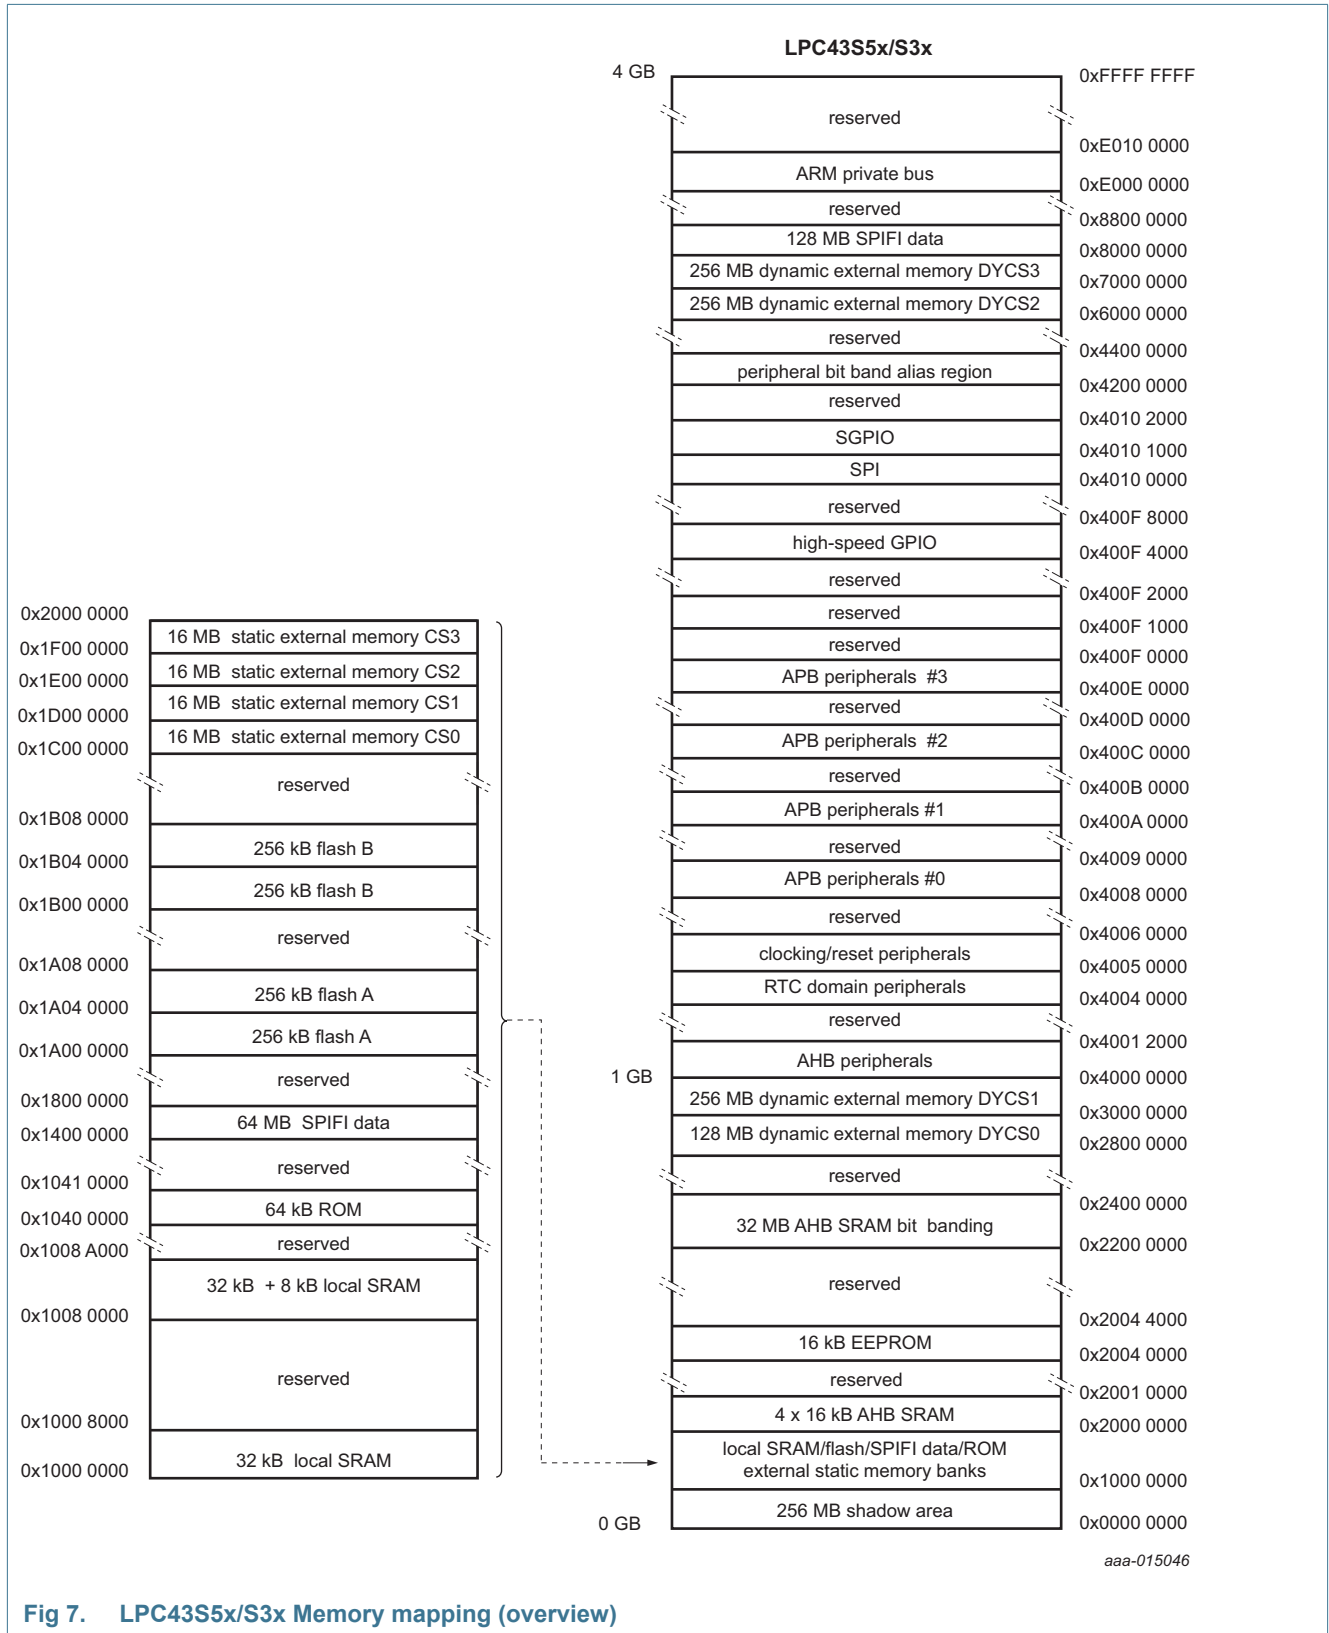 LPC43S5x/S3x
4 GB
0xFFFF FFFF
reserved
0xE010 0000
ARM private bus
0xE000 0000
reserved
0x8800 0000
128 MB SPIFI data
0x8000 0000
256 MB dynamic external memory DYCS3
0x7000 0000
256 MB dynamic external memory DYCS2
0x6000 0000
reserved
0x4400 0000
peripheral bit band alias region
0x4200 0000
reserved
0x4010 2000
SGPIO
0x4010 1000
SPI
0x4010 0000
reserved
0x400F 8000
high-speed GPIO
0x400F 4000
reserved
0x400F 2000
reserved
0x400F 1000
reserved
0x400F 0000
APB peripherals #3
0x400E 0000
reserved
0x400D 0000
APB peripherals #2
0x400C 0000
reserved
0x400B 0000
APB peripherals #1
0x400A 0000
reserved
0x4009 0000
APB peripherals #0
0x4008 0000
reserved
0x4006 0000
clocking/reset peripherals
0x4005 0000
RTC domain peripherals
0x4004 0000
reserved
0x4001 2000
AHB peripherals
1 GB
0x4000 0000
256 MB dynamic external memory DYCS1
0x3000 0000
128 MB dynamic external memory DYCS0
0x2800 0000
reserved
0x2400 0000
32 MB AHB SRAM bit banding
0x2200 0000
reserved
0x2004 4000
16 kB EEPROM
0x2004 0000
reserved
0x2001 0000
4 x 16 kB AHB SRAM
0x2000 0000
local SRAM/flash/SPIFI data/ROM
external static memory banks
0x1000 0000
256 MB shadow area
0 GB
0x0000 0000
0x2000 0000
16 MB static external memory CS3
0x1F00 0000
16 MB static external memory CS2
0x1E00 0000
16 MB static external memory CS1
0x1D00 0000
16 MB static external memory CS0
0x1C00 0000
reserved
0x1B08 0000
256 kB flash B
0x1B04 0000
256 kB flash B
0x1B00 0000
reserved
0x1A08 0000
256 kB flash A
0x1A04 0000
256 kB flash A
0x1A00 0000
reserved
0x1800 0000
64 MB SPIFI data
0x1400 0000
reserved
0x1041 0000
64 kB ROM
0x1040 0000
reserved
0x1008 A000
32 kB + 8 kB local SRAM
0x1008 0000
reserved
0x1000 8000
32 kB local SRAM
0x1000 0000
aaa-015046
Fig 7. LPC43S5x/S3x Memory mapping (overview)